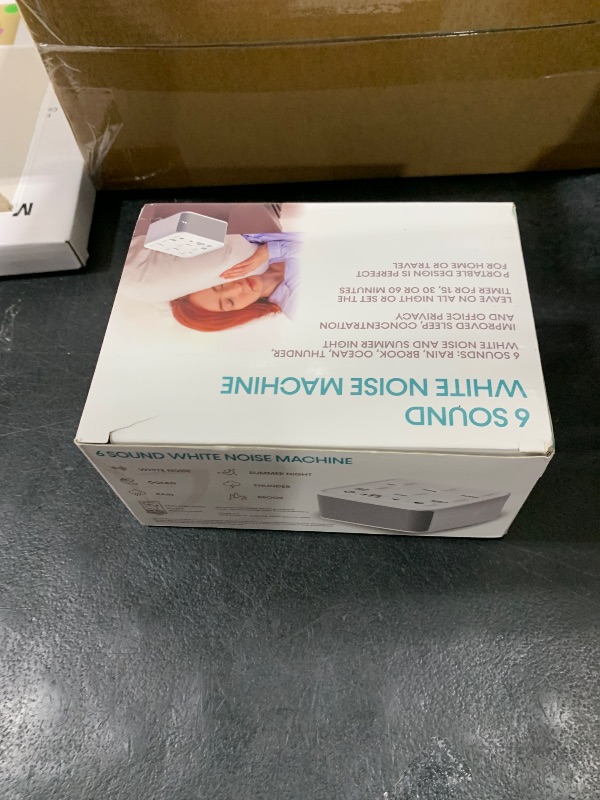 6 SOUND
WHITE NOISE MACHINE
6 SOUNDS: RAIN, BROOK, OCEAN, THUNDER,
WHITE NOISE AND SUMMER NIGHT
IMPROVED SLEEP, CONCENTRATION
AND OFFICE PRIVACY
LEAVE ON ALL NIGHT OR SET THE
TIMER FOR 15, 30 OR 60 MINUTES
PORTABLE DESIGN IS PERFECT
FOR HOME OR TRAVEL
6 SOUND WHITE NOISE MACHINE
WHITE NOISE
SUMMER NIGHT
OCEAN
THUNDER
RAIN
BROOK
M